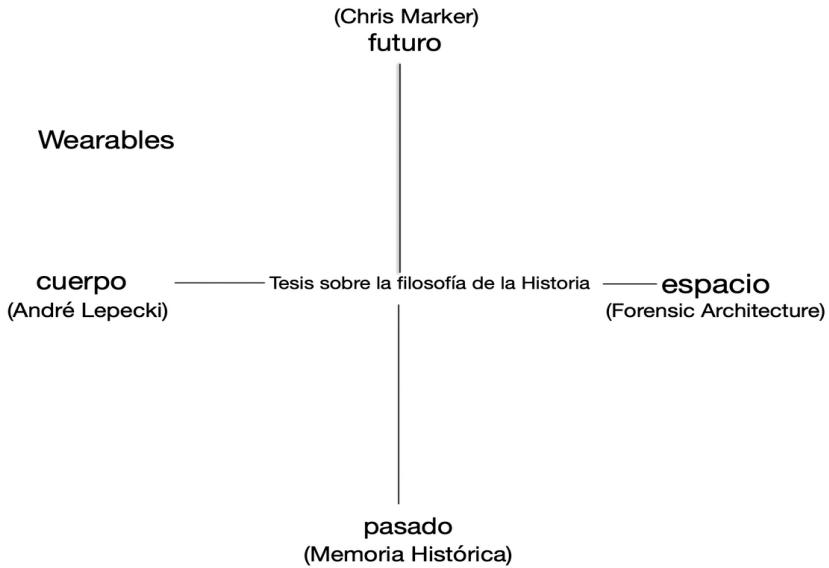 (Chris Marker)
futuro
Wearables
cuerpo
(André Lepecki)
Tesis sobre la filosofía de la Historia
espacio
(Forensic Architecture)
pasado
(Memoria Histórica)